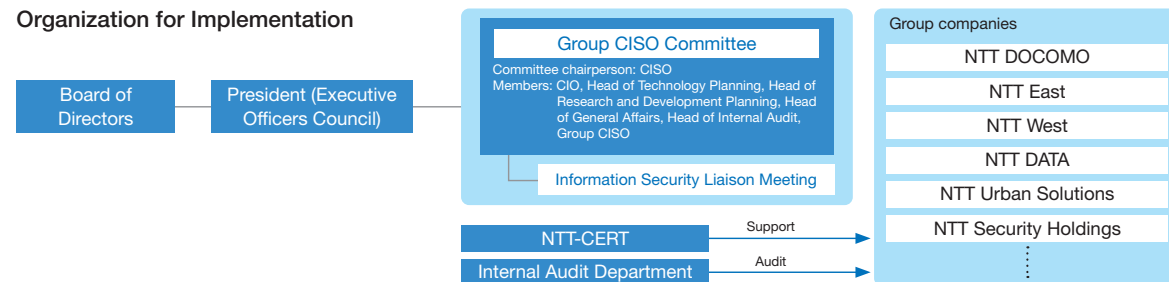 Organization for Implementation
Board of
Directors
President (Executive
Officers Council)
Group CISO Committee
Committee chairperson: CISO
Members: CIO, Head of Technology Planning, Head of
Research and Development Planning, Head
of General Affairs, Head of Internal Audit,
Group CISO
Information Security Liaison Meeting
NTT-CERT
Support
Internal Audit Department
Audit
Group companies
NTT DOCOMO
NTT East
NTT West
NTT DATA
NTT Urban Solutions
NTT Security Holdings